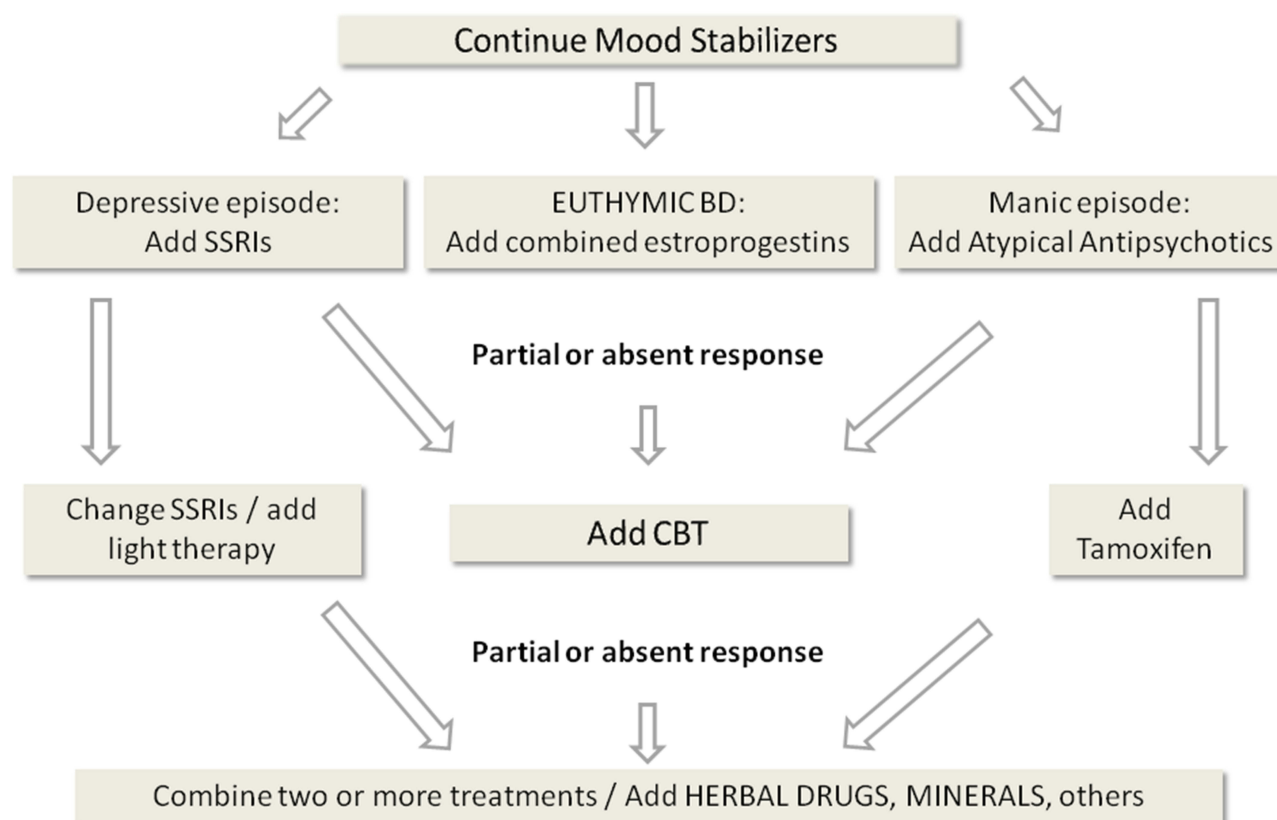 Continue Mood Stabilizers
Depressive episode:
Add SSRIs
EUTHYMIC BD:
Add combined estroprogestins
Manic episode:
Add Atypical Antipsychotics
Partial or absent response
Change SSRIs / add
light therapy
Add CBT
Add
Tamoxifen
Partial or absent response
Combine two or more treatments / Add HERBAL DRUGS, MINERALS, others